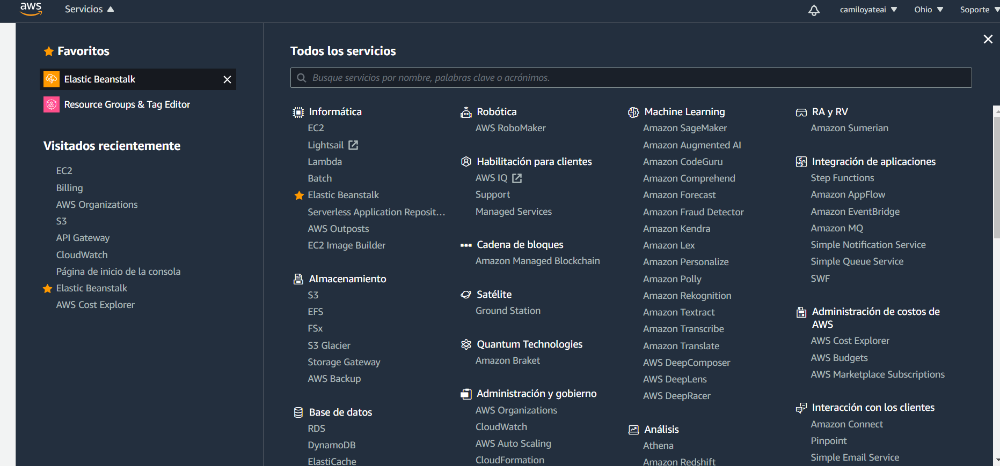 aws
Servicios
camiloyateai
Ohio
Soporte
Favoritos
Elastic Beanstalk
Resource Groups & Tag Editor
Visitados recientemente
EC2
Billing
AWS Organizations
S3
API Gateway
CloudWatch
Página de inicio de la consola
Elastic Beanstalk
AWS Cost Explorer
Todos los servicios
Busque servicios por nombre, palabras clave o acrónimos.
Informática
EC2
Lightsail
Lambda
Batch
Elastic Beanstalk
Serverless Application Reposit...
AWS Outposts
EC2 Image Builder
Almacenamiento
S3
EFS
FSx
S3 Glacier
Storage Gateway
AWS Backup
Base de datos
RDS
DynamoDB
ElastiCache
Robótica
AWS RoboMaker
Habilitación para clientes
AWS IQ
Support
Managed Services
Cadena de bloques
Amazon Managed Blockchain
Satélite
Ground Station
Quantum Technologies
Amazon Braket
Administración y gobierno
AWS Organizations
CloudWatch
AWS Auto Scaling
CloudFormation
Machine Learning
Amazon SageMaker
Amazon Augmented AI
Amazon CodeGuru
Amazon Comprehend
Amazon Forecast
Amazon Fraud Detector
Amazon Kendra
Amazon Lex
Amazon Personalize
Amazon Polly
Amazon Rekognition
Amazon Textract
Amazon Transcribe
Amazon Translate
AWS DeepComposer
AWS DeepLens
AWS DeepRacer
Análisis
Athena
Amazon Redshift
RA y RV
Amazon Sumerian
Integración de aplicaciones
Step Functions
Amazon AppFlow
Amazon EventBridge
Amazon MQ
Simple Notification Service
Simple Queue Service
SWF
Administración de costos de
AWS
AWS Cost Explorer
AWS Budgets
AWS Marketplace Subscriptions
Interacción con los clientes
Amazon Connect
Pinpoint
Simple Email Service